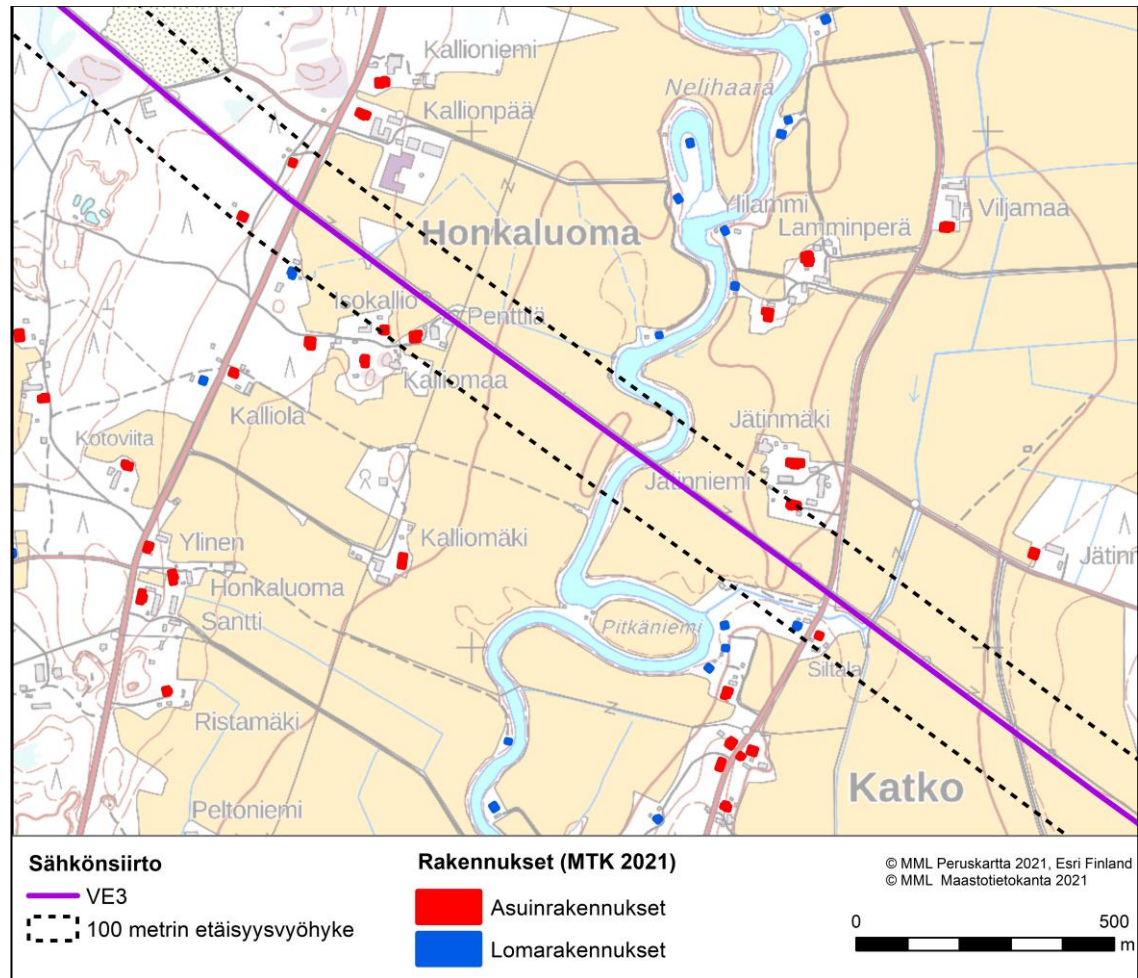 Kallioniemi
Kallionpää
Nelihaara
Honkaluoma
Ylilammi
Lamminperä
Viljamaa
Isokallio
Penttilä
Kalliomaa
Kalliola
Kotoviita
Jätinmäki
Jätinniemi
Ylinen
Kalliomäki
Honkaluoma
Santti
Pitkäniemi
Siltala
Ristamäki
Peltoniemi
Katko
Sähkönsiirto
VE3
100 metrin etäisyysvyöhyke
Rakennukset (MTK 2021)
Asuinrakennukset
Lomarakennukset
© MML Peruskartta 2021, Esri Finland
© MML Maastotietokanta 2021
0 500
m